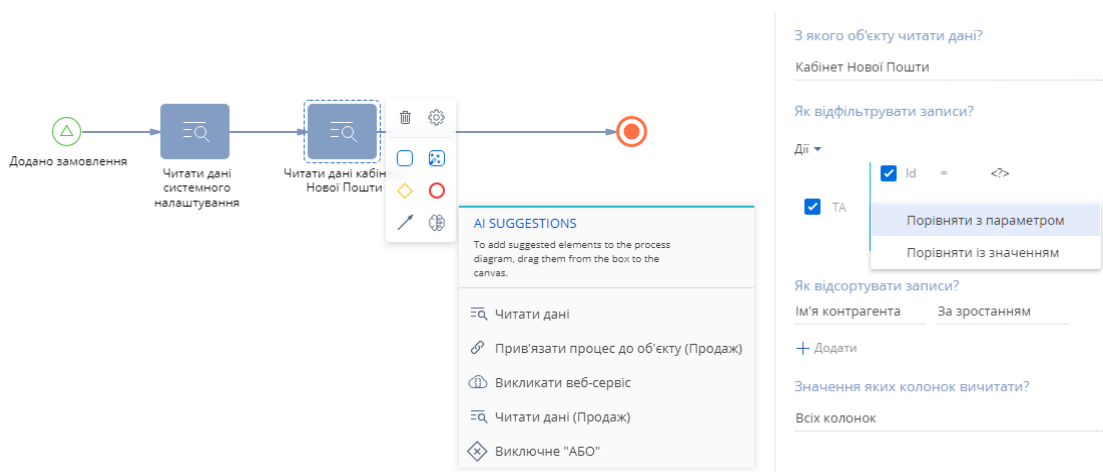 Додано замовлення
Читати дані
системного
налаштування
Читати дані кабін
Нової Пошти
AI SUGGESTIONS
To add suggested elements to the process
diagram, drag them from the box to the
canvas.
Читати дані
Прив'язати процес до об'єкту (Продаж)
Викликати веб-сервіс
Читати дані (Продаж)
Виключне "АБО"
З якого об'єкту читати дані?
Кабінет Нової Пошти
Як відфільтрувати записи?
Дії
Id = <?>
ТА
Порівняти з параметром
Порівняти із значенням
Як відсортувати записи?
Ім'я контрагента За зростанням
Додати
Значення яких колонок вичитати?
Всіх колонок